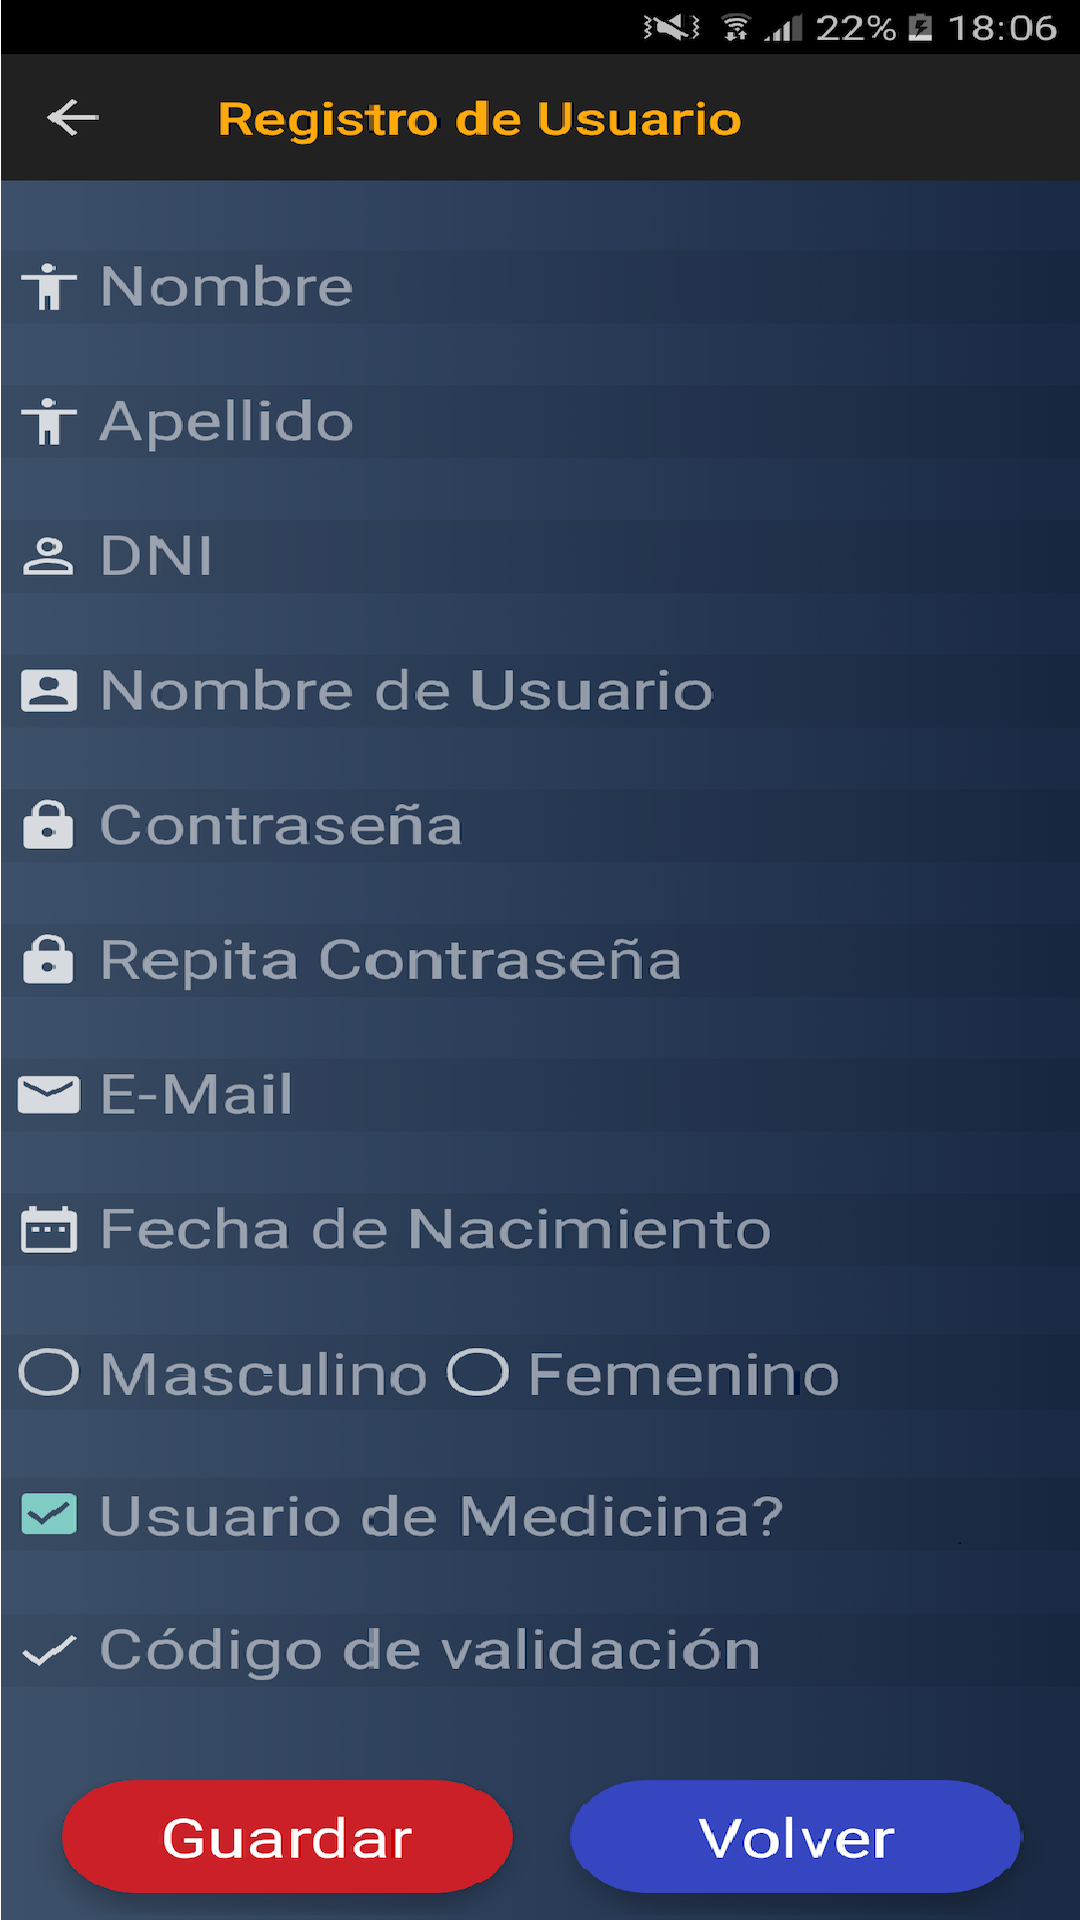 22% 18:06
Registro de Usuario
Nombre
Apellido
DNI
Nombre de Usuario
Contraseña
Repita Contraseña
E-Mail
Fecha de Nacimiento
Masculino Femenino
Usuario de Medicina?
Código de validación
Guardar Volver